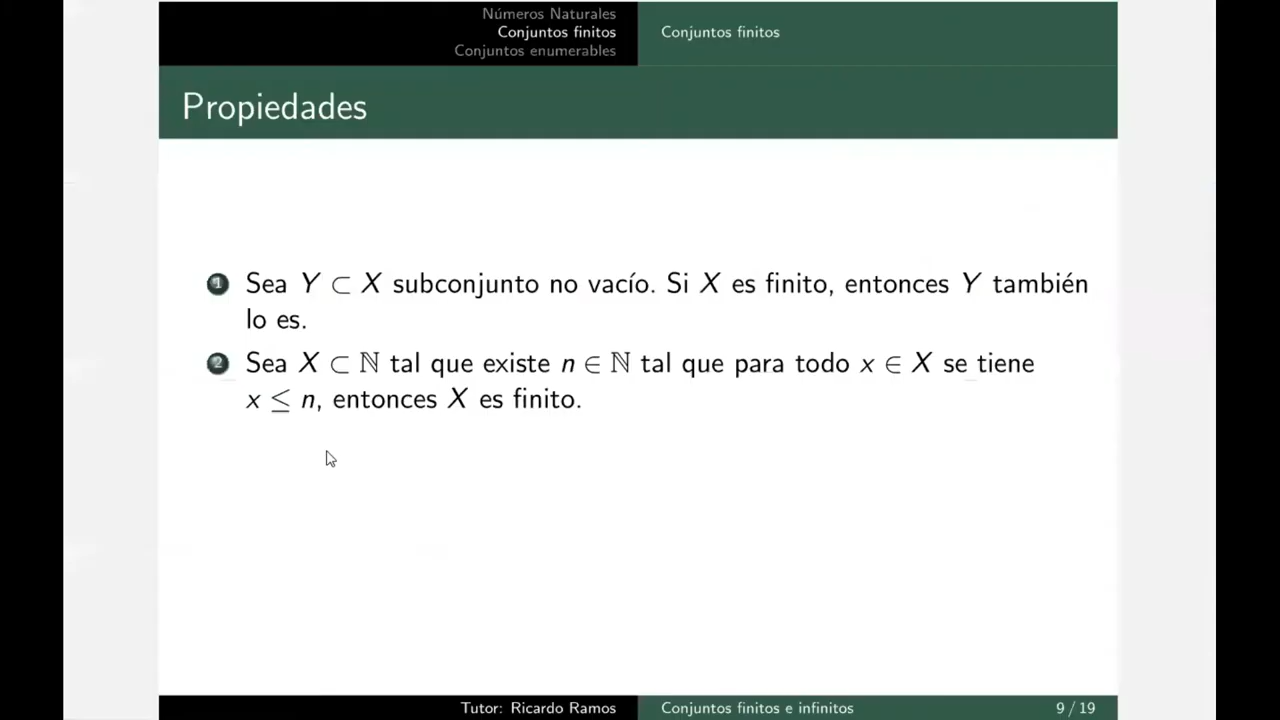 Números Naturales
Conjuntos finitos
Conjuntos enumerables
Conjuntos finitos
Propiedades
1 Sea Y ⊂ X subconjunto no vacío. Si X es finito, entonces Y también
lo es.
2 Sea X ⊂ ℕ tal que existe n ∈ ℕ tal que para todo x ∈ X se tiene
x ≤ n, entonces X es finito.
Tutor: Ricardo Ramos
Conjuntos finitos e infinitos
9 / 19